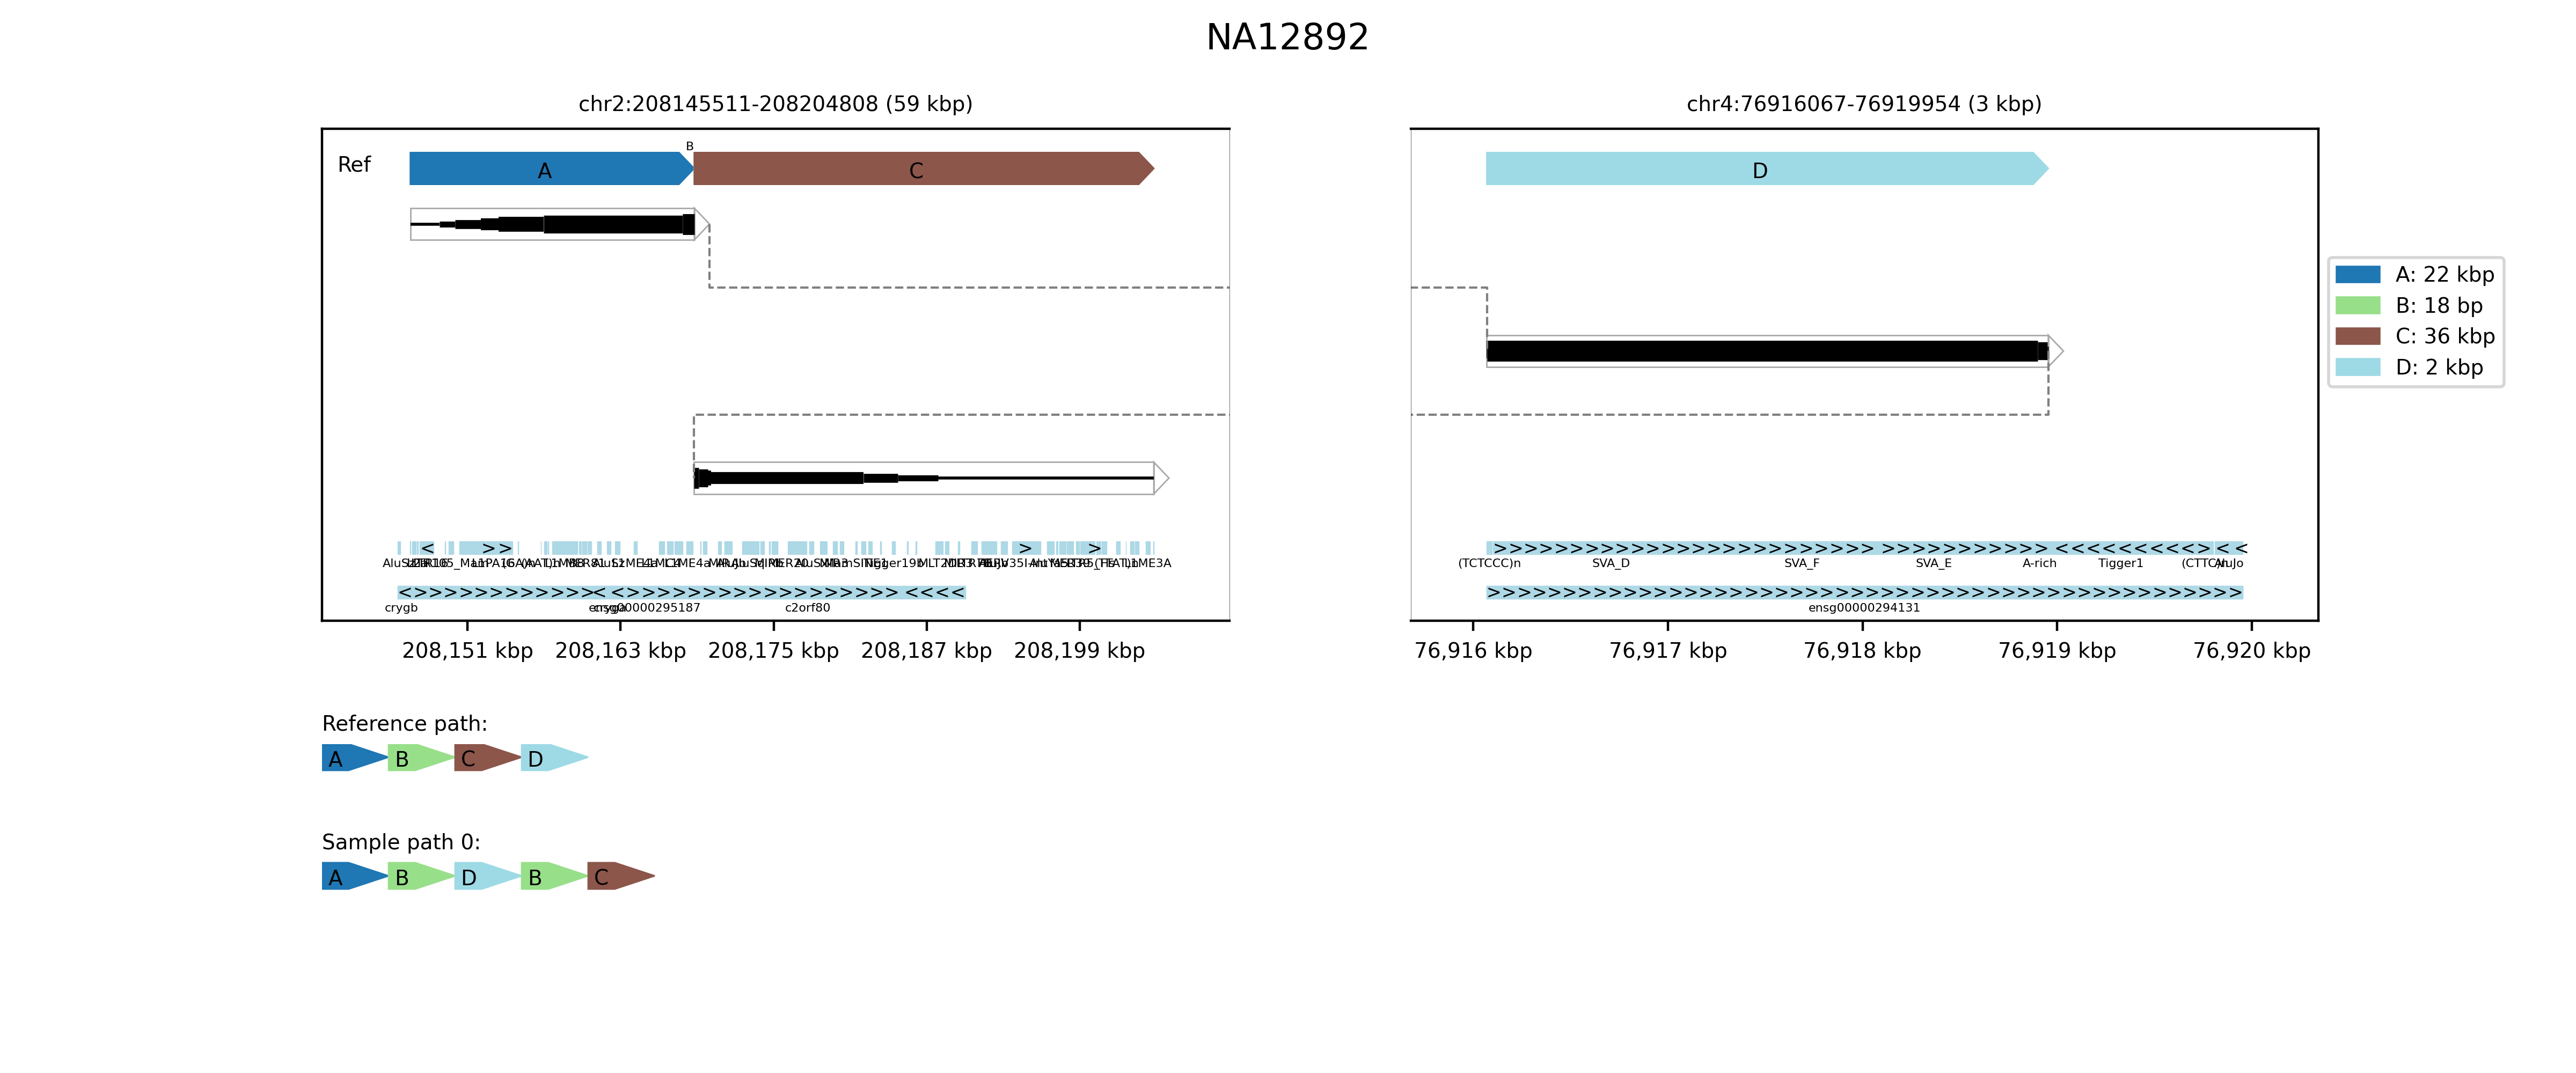 NA12892
chr2:208145511-208204808 (59 kbp)
chr4:76916067-76919954 (3 kbp)
Ref
A
B
C
D
A: 22 kbp
B: 18 bp
C: 36 kbp
D: 2 kbp
(TCTCCC)n SVA_D SVA_F SVA_E A-rich Tigger1
crygb ensg00000295187 c2orf80
ensg00000294131
208,151 kbp 208,163 kbp 208,175 kbp 208,187 kbp 208,199 kbp
76,916 kbp 76,917 kbp 76,918 kbp 76,919 kbp 76,920 kbp
Reference path:
A B C D
Sample path 0:
A B D B C